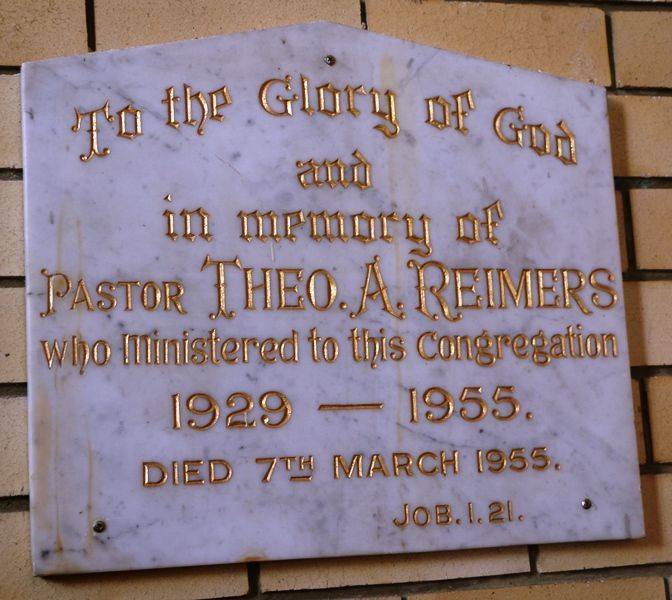 To the Glory of God
and
in memory of
PASTOR THEO. A. REIMERS
who Ministered to this Congregation
1929 — 1955.
DIED 7TH MARCH 1955.
JOB. 1. 21.